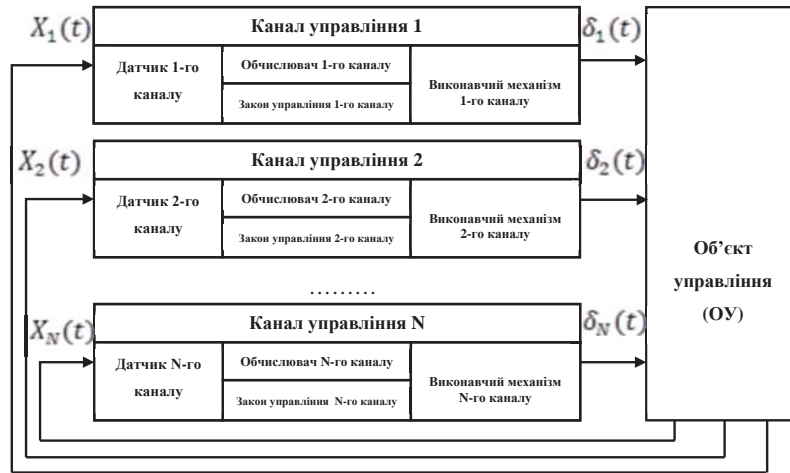 X₁(t)
Канал управління 1
δ₁(t)
Датчик 1-го
каналу
Обчислювач 1-го каналу
Закон управління 1-го каналу
Виконавчий механізм
1-го каналу
X₂(t)
Канал управління 2
δ₂(t)
Датчик 2-го
каналу
Обчислювач 2-го каналу
Закон управління 2-го каналу
Виконавчий механізм
2-го каналу
Об’єкт
управління
(ОУ)
.........
X_N(t)
Канал управління N
δ_N(t)
Датчик N-го
каналу
Обчислювач N-го каналу
Закон управління N-го каналу
Виконавчий механізм
N-го каналу